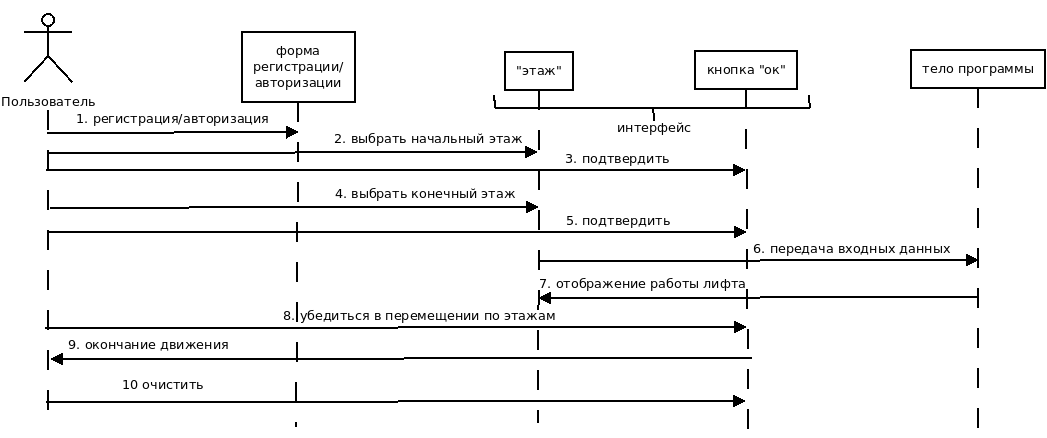 форма
регистрации/
авторизации
"этаж"
кнопка "ок"
тело программы
Пользователь
1. регистрация/авторизация
интерфейс
2. выбрать начальный этаж
3. подтвердить
4. выбрать конечный этаж
5. подтвердить
6. передача входных данных
7. отображение работы лифта
8. убедиться в перемещении по этажам
9. окончание движения
10 очистить